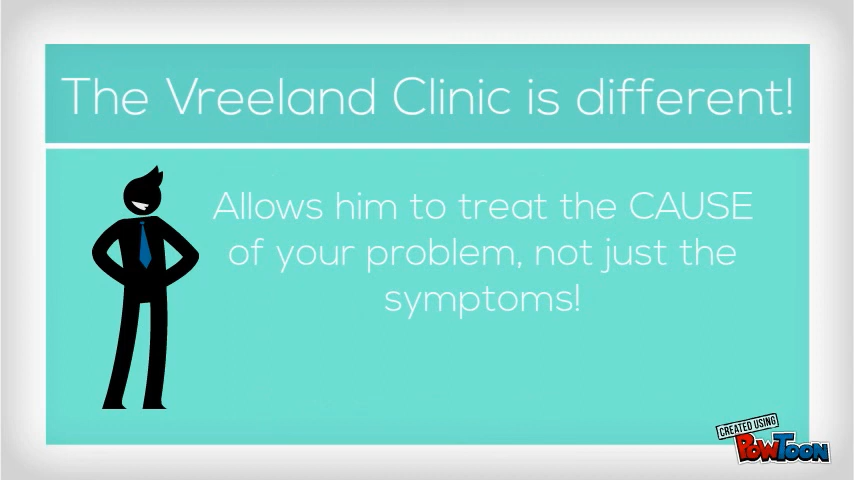 The Vreeland Clinic is different!
Allows him to treat the CAUSE
of your problem, not just the
symptoms!
CREATED USING
POWTOON